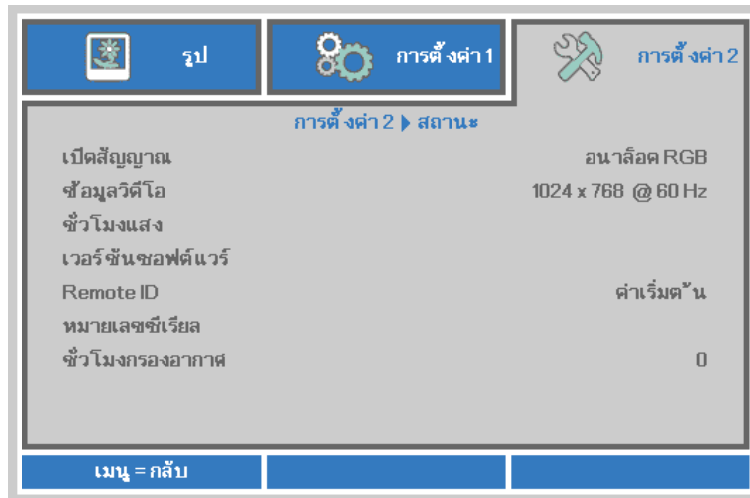 รูป
การตั้งค่า 1
การตั้งค่า 2
การตั้งค่า 2 ▶ สถานะ
เปิดสัญญาณ อนาล็อค RGB
ข้อมูลวิดีโอ 1024 x 768 @ 60 Hz
ชั่วโมงแสง
เวอร์ชันซอฟต์แวร์
Remote ID ค่าเริ่มต้น
หมายเลขซีเรียล
ชั่วโมงกรองอากาศ 0
เมนู = กลับ